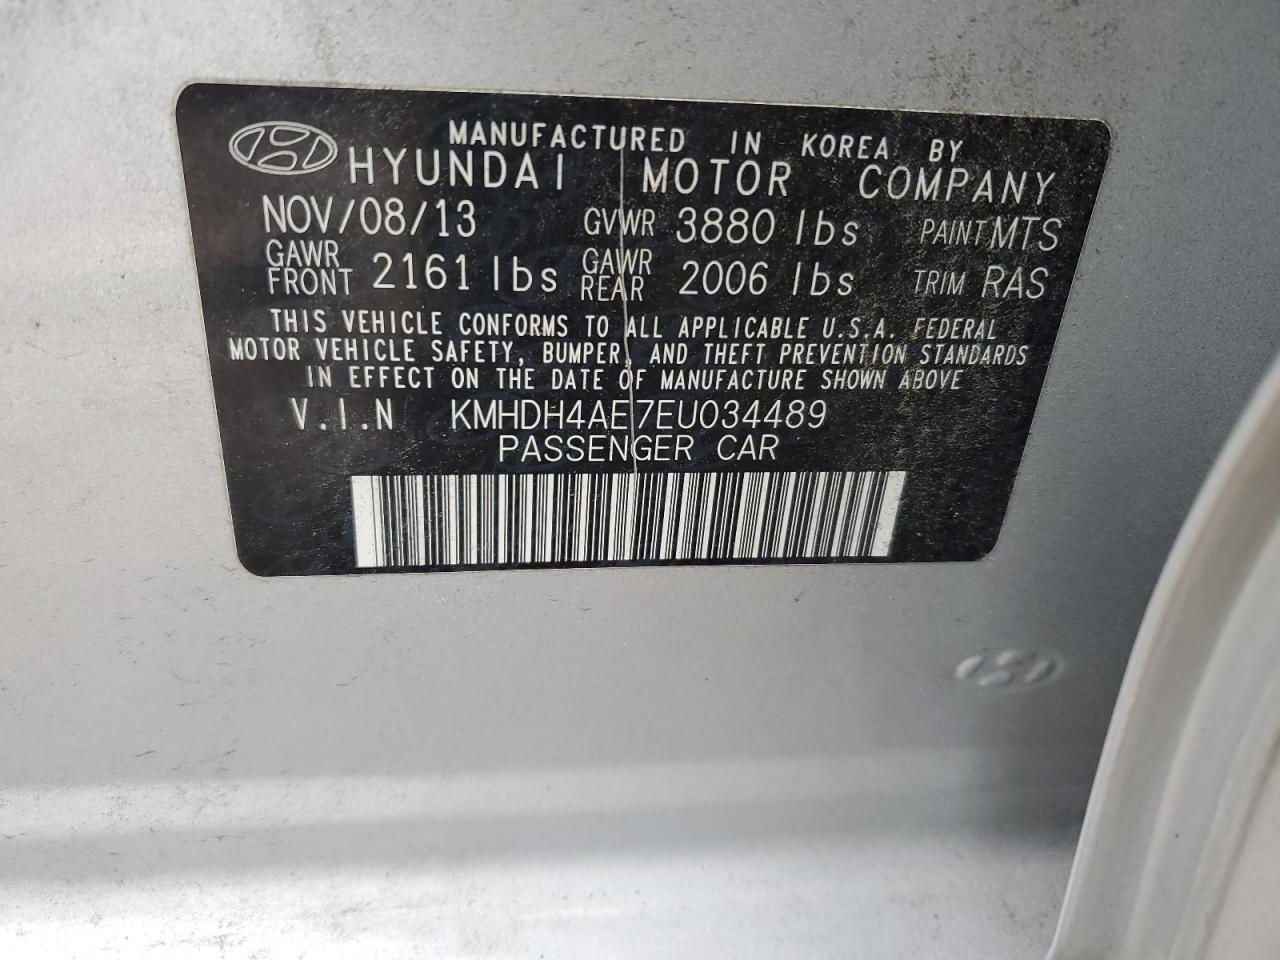 MANUFACTURED IN KOREA BY
HYUNDAI MOTOR COMPANY
NOV/08/13 GVWR 3880 lbs PAINT MTS
GAWR FRONT 2161 lbs GAWR REAR 2006 lbs TRIM RAS
THIS VEHICLE CONFORMS TO ALL APPLICABLE U.S.A. FEDERAL
MOTOR VEHICLE SAFETY, BUMPER, AND THEFT PREVENTION STANDARDS
IN EFFECT ON THE DATE OF MANUFACTURE SHOWN ABOVE
V.I.N KMHDH4AE7EU034489
PASSENGER CAR